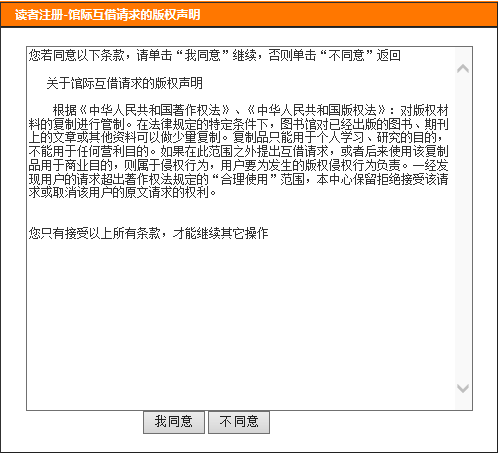 读者注册-馆际互借请求的版权声明
您若同意以下条款，请单击“我同意”继续，否则单击“不同意”返回
关于馆际互借请求的版权声明
根据《中华人民共和国著作权法》、《中华人民共和国版权法》：对版权材
料的复制进行管制。在法律规定的特定条件下，图书馆对已经出版的图书、期刊
上的文章或其他资料可以做少量复制。复制品只能用于个人学习、研究的目的，
不能用于任何营利目的。如果在此范围之外提出互借请求，或者后来使用该复制
品用于商业目的，则属于侵权行为，用户要为发生的版权侵权行为负责。一经发
现用户的请求超出著作权法规定的“合理使用”范围，本中心保留拒绝接受该请
求或取消该用户的原文请求的权利。
您只有接受以上所有条款，才能继续其它操作
我同意 不同意